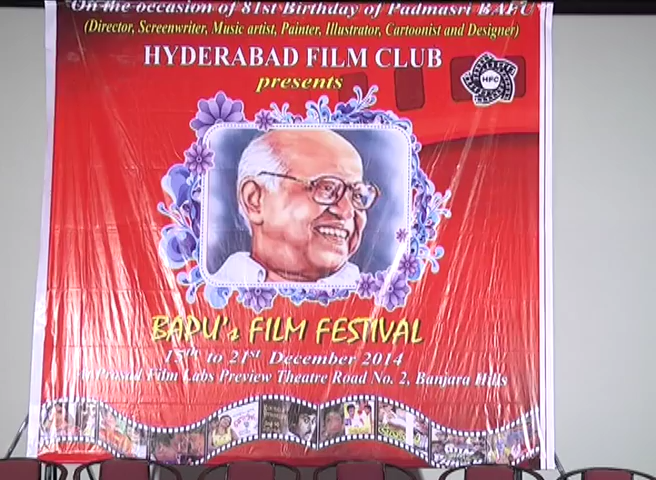 On the occasion of 81st Birthday of Padmasri BAPU
(Director, Screenwriter, Music artist, Painter, Illustrator, Cartoonist and Designer)
HYDERABAD FILM CLUB
HFC
presents
BAPU's FILM FESTIVAL
15TH to 21st December 2014
Prasad Film Labs Preview Theatre Road No. 2, Banjara Hills